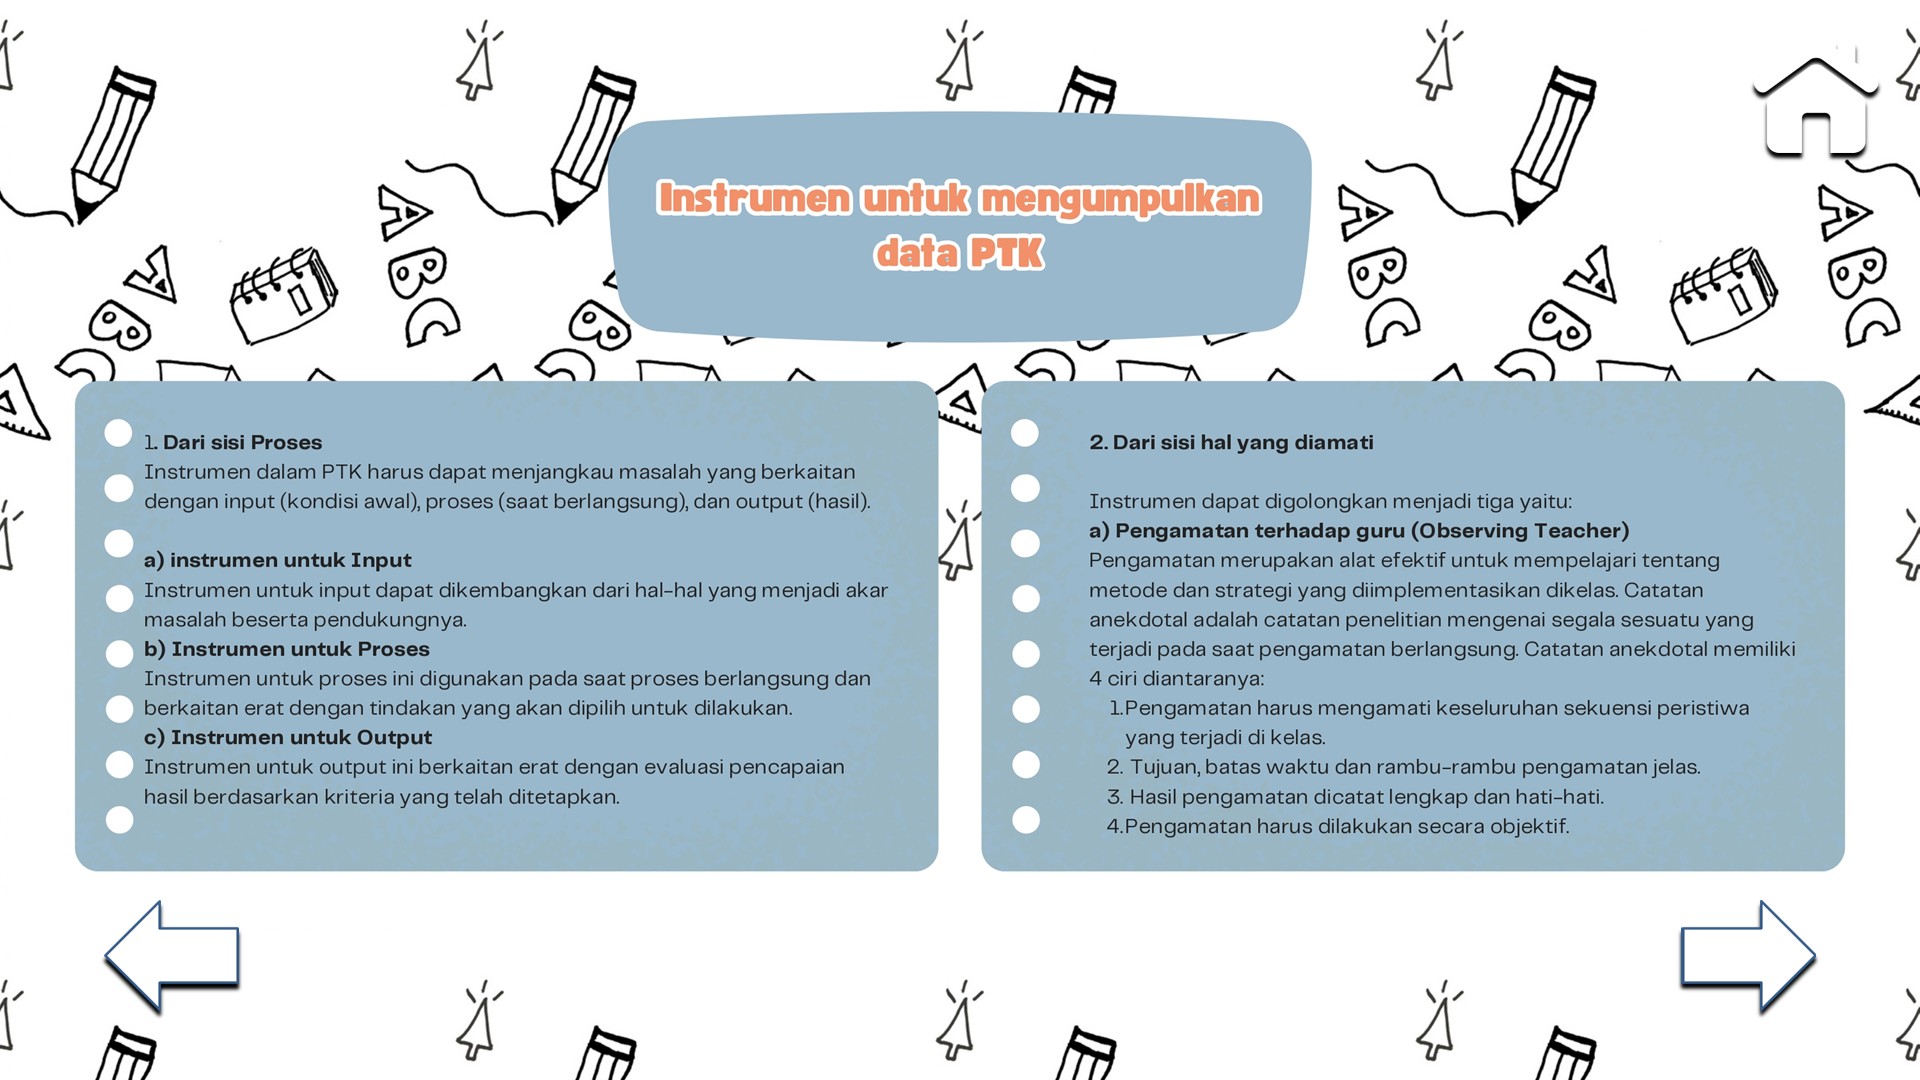 Instrumen untuk mengumpulkan
data PTK
1. Dari sisi Proses
Instrumen dalam PTK harus dapat menjangkau masalah yang berkaitan
dengan input (kondisi awal), proses (saat berlangsung), dan output (hasil).
a) instrumen untuk Input
Instrumen untuk input dapat dikembangkan dari hal-hal yang menjadi akar
masalah beserta pendukungnya.
b) Instrumen untuk Proses
Instrumen untuk proses ini digunakan pada saat proses berlangsung dan
berkaitan erat dengan tindakan yang akan dipilih untuk dilakukan.
c) Instrumen untuk Output
Instrumen untuk output ini berkaitan erat dengan evaluasi pencapaian
hasil berdasarkan kriteria yang telah ditetapkan.
2. Dari sisi hal yang diamati
Instrumen dapat digolongkan menjadi tiga yaitu:
a) Pengamatan terhadap guru (Observing Teacher)
Pengamatan merupakan alat efektif untuk mempelajari tentang
metode dan strategi yang diimplementasikan dikelas. Catatan
anekdotal adalah catatan penelitian mengenai segala sesuatu yang
terjadi pada saat pengamatan berlangsung. Catatan anekdotal memiliki
4 ciri diantaranya:
1.Pengamatan harus mengamati keseluruhan sekuensi peristiwa
yang terjadi di kelas.
2. Tujuan, batas waktu dan rambu-rambu pengamatan jelas.
3. Hasil pengamatan dicatat lengkap dan hati-hati.
4.Pengamatan harus dilakukan secara objektif.